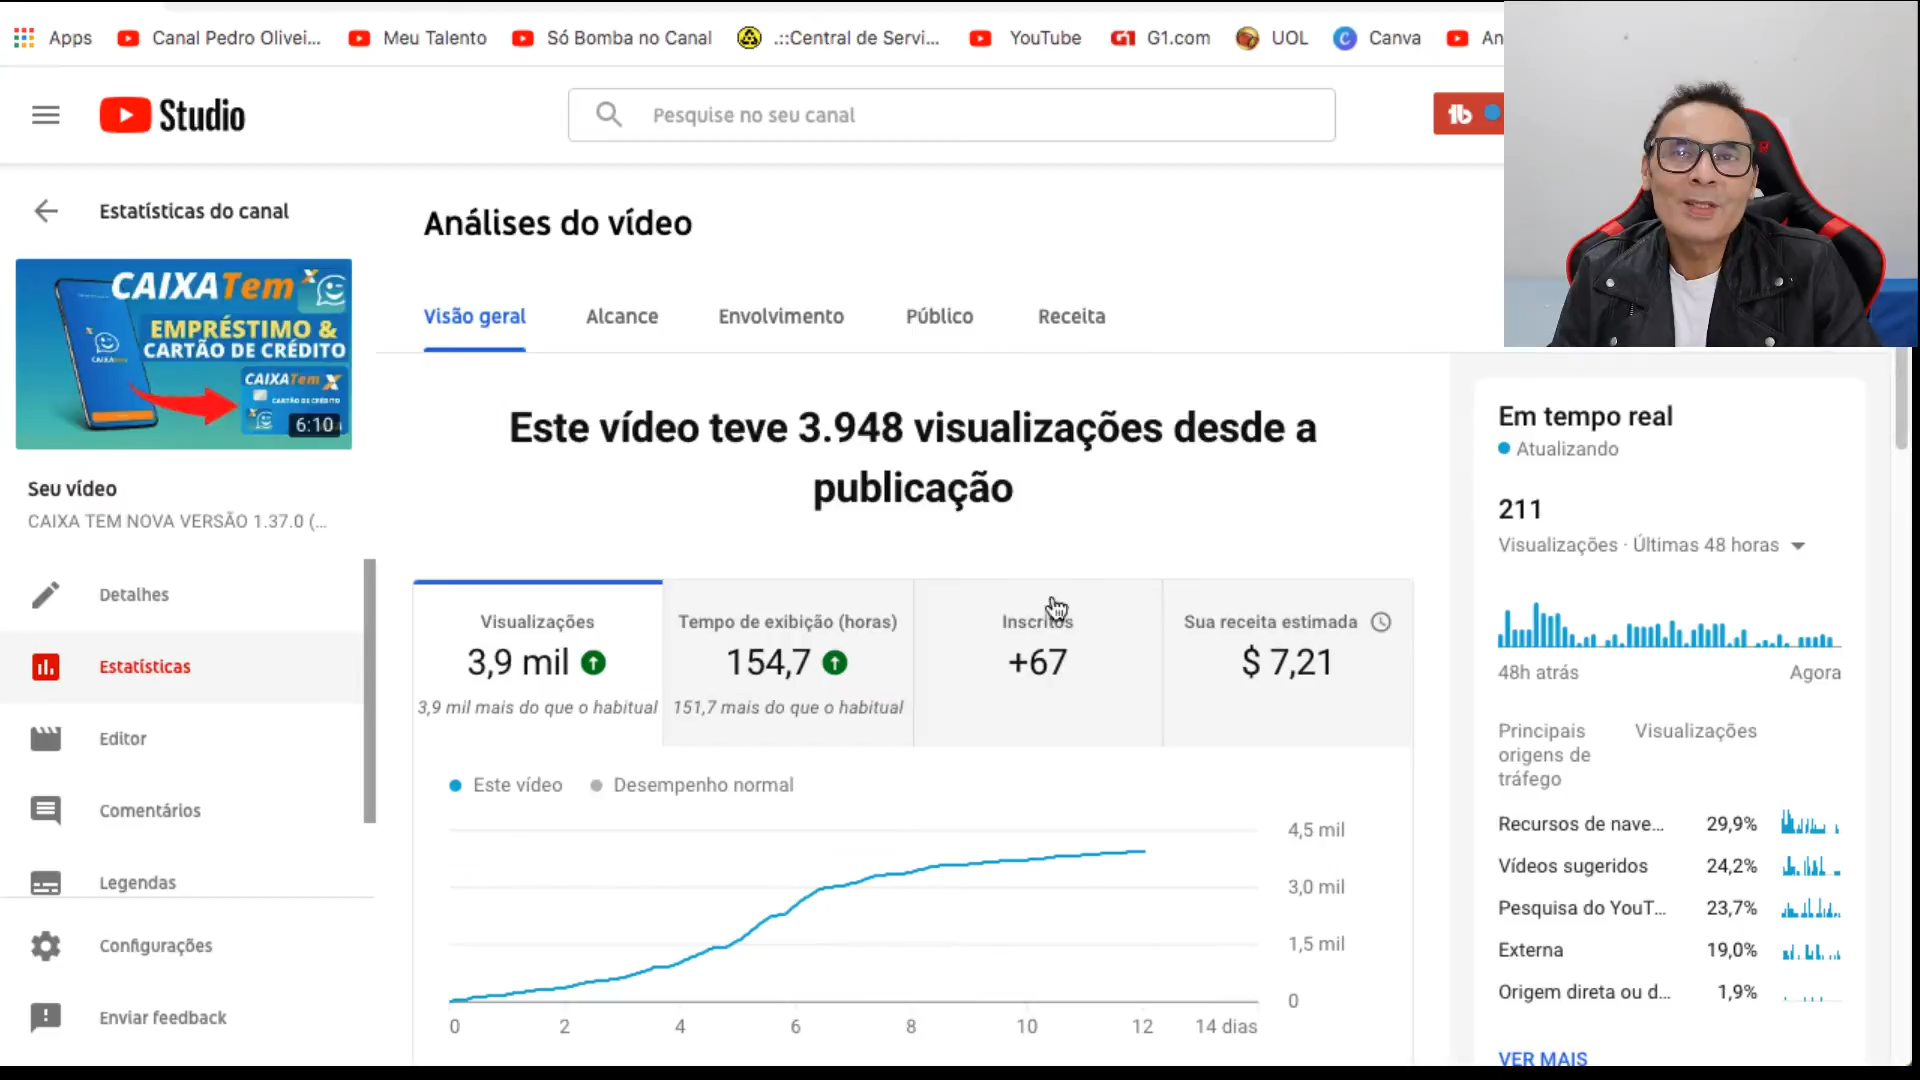 Apps
Canal Pedro Olivei...
Meu Talento
Só Bomba no Canal
.::Central de Servi...
YouTube
G1
G1.com
UOL
C
Canva
An
Studio
Pesquise no seu canal
tb
Estatísticas do canal
CAIXATem
EMPRÉSTIMO &
CARTÃO DE CRÉDITO
CAIXATem
CARTÃO DE CRÉDITO
6:10
Seu vídeo
CAIXA TEM NOVA VERSÃO 1.37.0 (...
Detalhes
Estatísticas
Editor
Comentários
Legendas
Configurações
Enviar feedback
Análises do vídeo
Visão geral
Alcance
Envolvimento
Público
Receita
Este vídeo teve 3.948 visualizações desde a
publicação
Visualizações
3,9 mil
3,9 mil mais do que o habitual
Tempo de exibição (horas)
154,7
151,7 mais do que o habitual
Inscritos
+67
Sua receita estimada
$ 7,21
Este vídeo
Desempenho normal
4,5 mil
3,0 mil
1,5 mil
0
0 2 4 6 8 10 12 14 dias
Em tempo real
Atualizando
211
Visualizações · Últimas 48 horas
48h atrás
Agora
Principais
origens de
tráfego
Visualizações
Recursos de nave... 29,9%
Vídeos sugeridos 24,2%
Pesquisa do YouT... 23,7%
Externa 19,0%
Origem direta ou d... 1,9%
VER MAIS